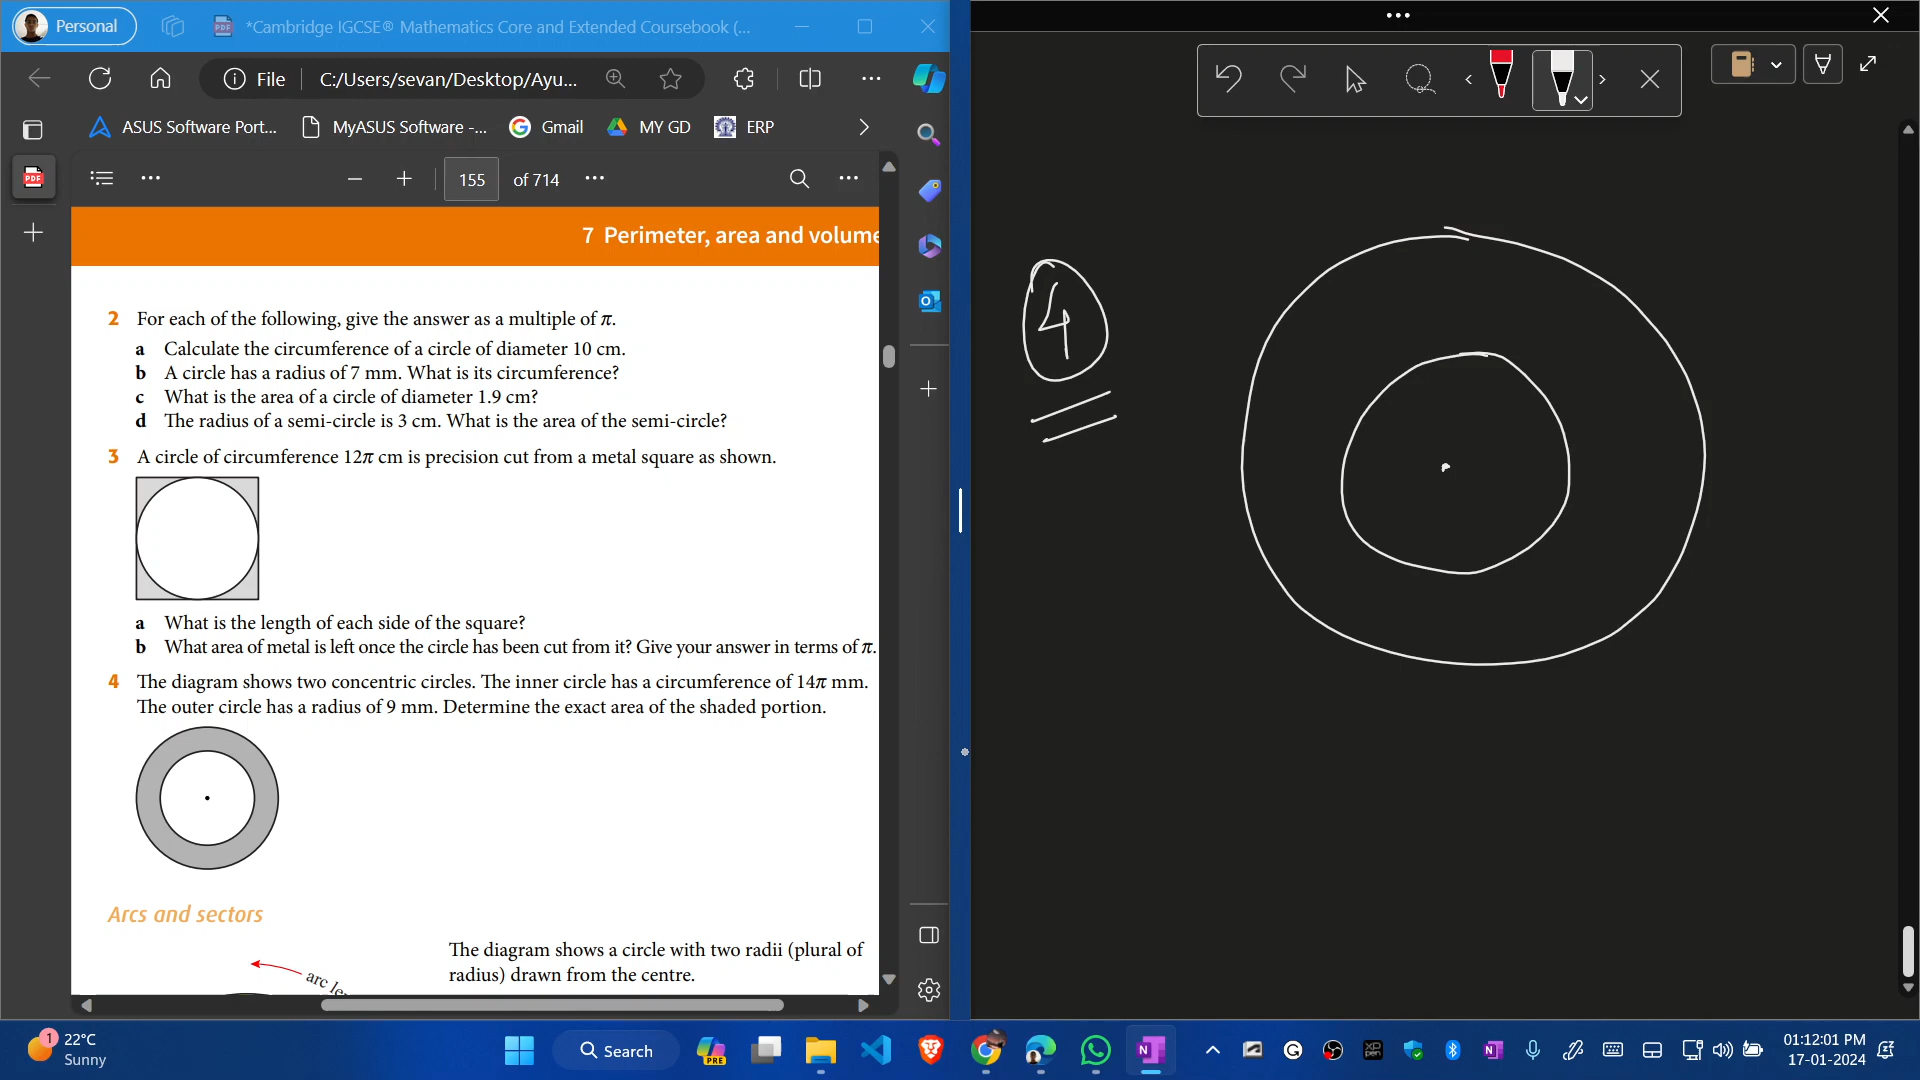 Personal
*Cambridge IGCSE® Mathematics Core and Extended Coursebook (...
File
C:/Users/sevan/Desktop/Ayu...
ASUS Software Port...
MyASUS Software -...
Gmail
MY GD
ERP
155
of 714
7 Perimeter, area and volume
2 For each of the following, give the answer as a multiple of π.
a Calculate the circumference of a circle of diameter 10 cm.
b A circle has a radius of 7 mm. What is its circumference?
c What is the area of a circle of diameter 1.9 cm?
d The radius of a semi-circle is 3 cm. What is the area of the semi-circle?
3 A circle of circumference 12π cm is precision cut from a metal square as shown.
a What is the length of each side of the square?
b What area of metal is left once the circle has been cut from it? Give your answer in terms of π.
4 The diagram shows two concentric circles. The inner circle has a circumference of 14π mm.
The outer circle has a radius of 9 mm. Determine the exact area of the shaded portion.
Arcs and sectors
The diagram shows a circle with two radii (plural of
radius) drawn from the centre.
arc le
4
1
22°C
Sunny
Search
PRE
01:12:01 PM
17-01-2024